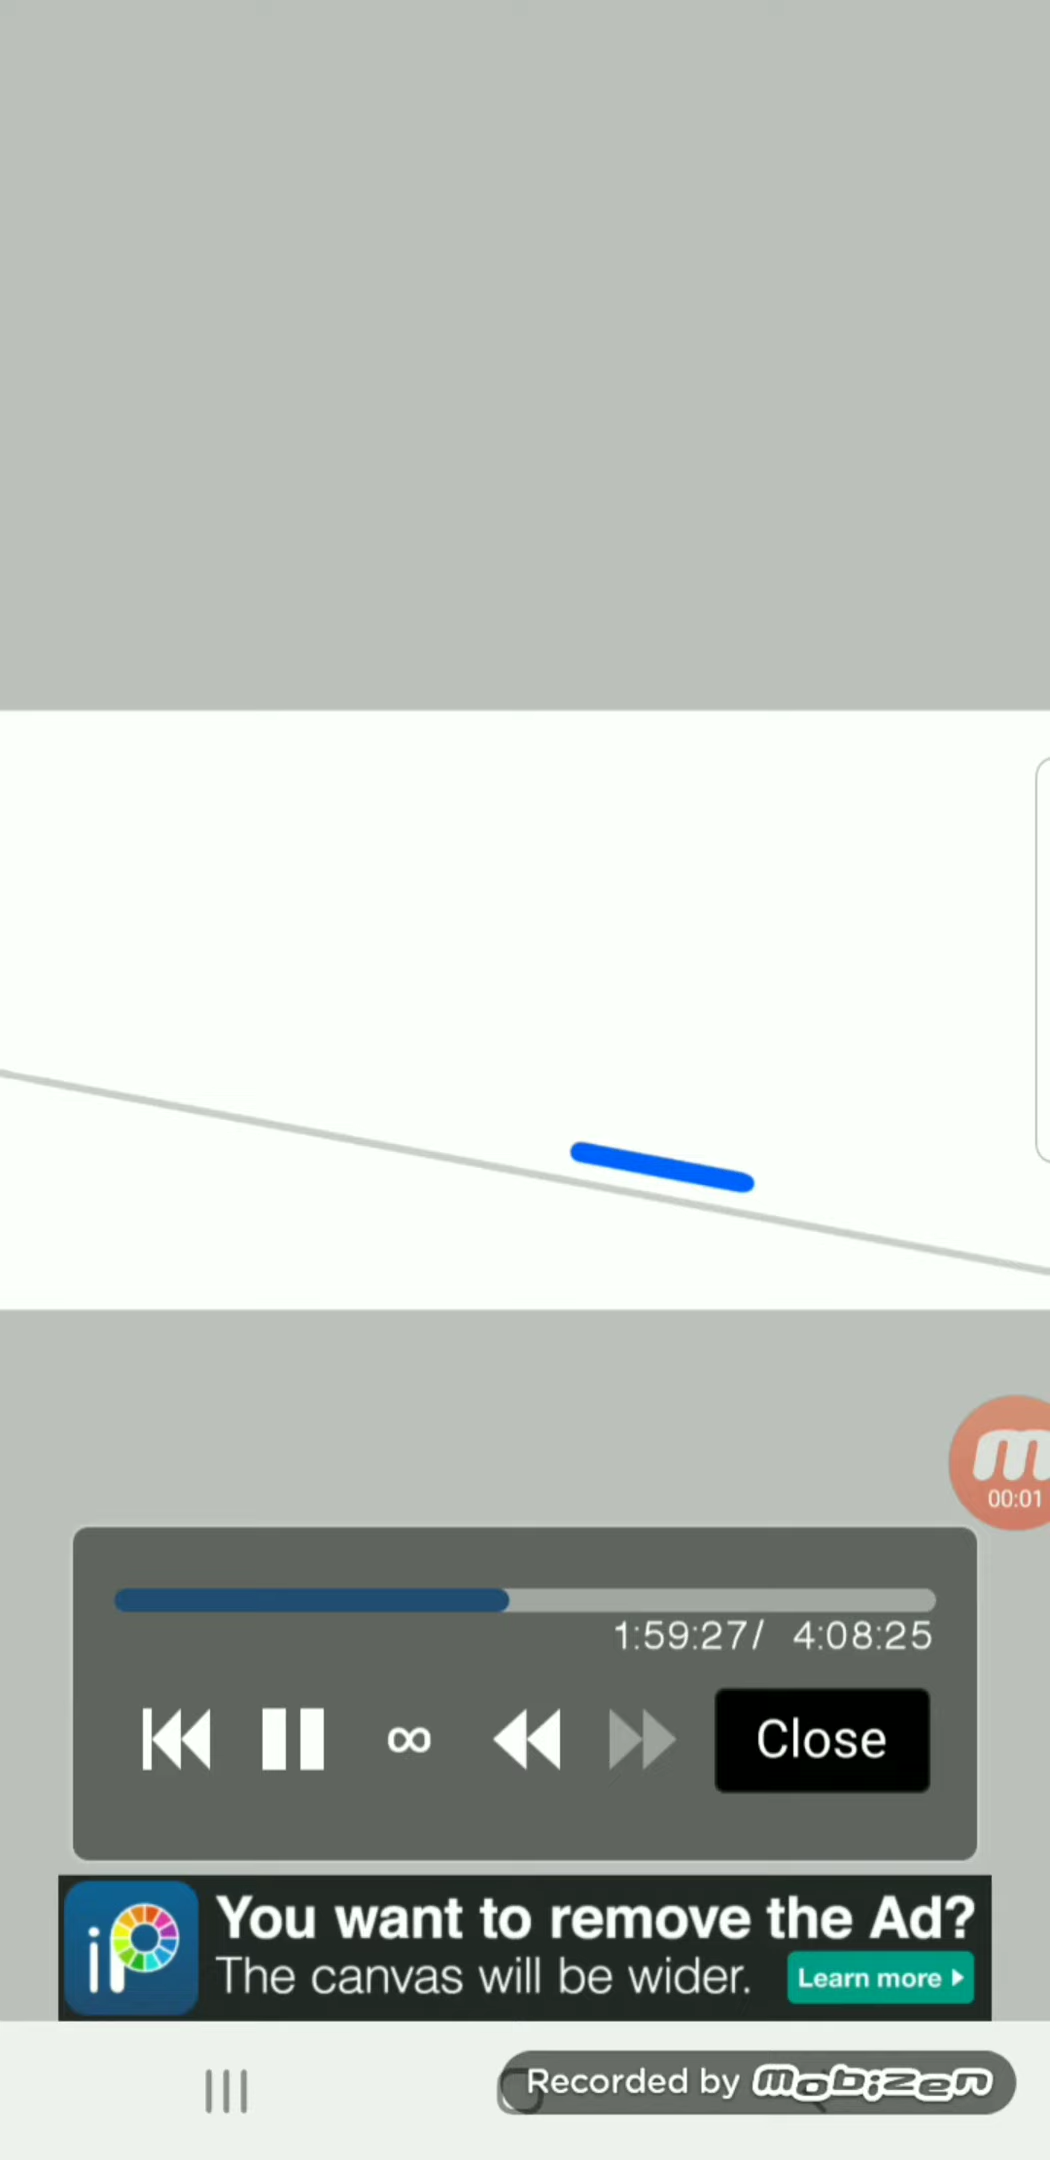 m
00:01
1:59:27/ 4:08:25
∞
Close
iP
You want to remove the Ad?
The canvas will be wider.
Learn more
Recorded by mobizen